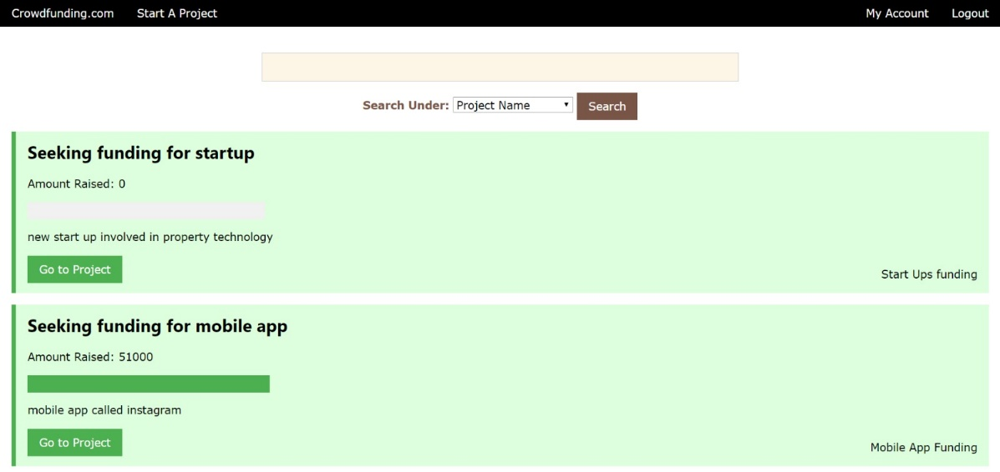 Crowdfunding.com Start A Project My Account Logout
Search Under: Project Name Search
Seeking funding for startup
Amount Raised: 0
new start up involved in property technology
Go to Project
Start Ups funding
Seeking funding for mobile app
Amount Raised: 51000
mobile app called instagram
Go to Project
Mobile App Funding